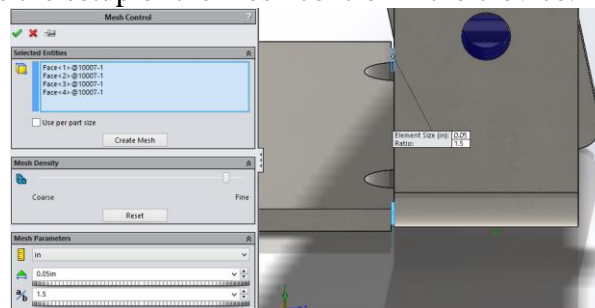 Mesh Control
?
Selected Entities
Face<1>@10007-1
Face<2>@10007-1
Face<3>@10007-1
Face<4>@10007-1
Use per part size
Create Mesh
Mesh Density
Coarse Fine
Reset
Mesh Parameters
in
0.05in
a/b 1.5
Element Size (in): 0.05
Ratio: 1.5